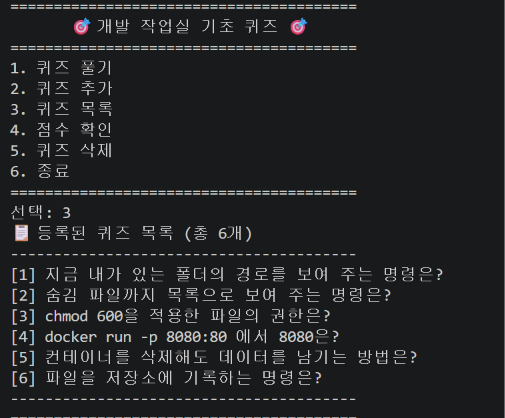 ========================================
🎯 개발 작업실 기초 퀴즈 🎯
========================================
1. 퀴즈 풀기
2. 퀴즈 추가
3. 퀴즈 목록
4. 점수 확인
5. 퀴즈 삭제
6. 종료
========================================
선택: 3
📋 등록된 퀴즈 목록 (총 6개)
----------------------------------------
[1] 지금 내가 있는 폴더의 경로를 보여 주는 명령은?
[2] 숨김 파일까지 목록으로 보여 주는 명령은?
[3] chmod 600을 적용한 파일의 권한은?
[4] docker run -p 8080:80 에서 8080은?
[5] 컨테이너를 삭제해도 데이터를 남기는 방법은?
[6] 파일을 저장소에 기록하는 명령은?
----------------------------------------
========================================